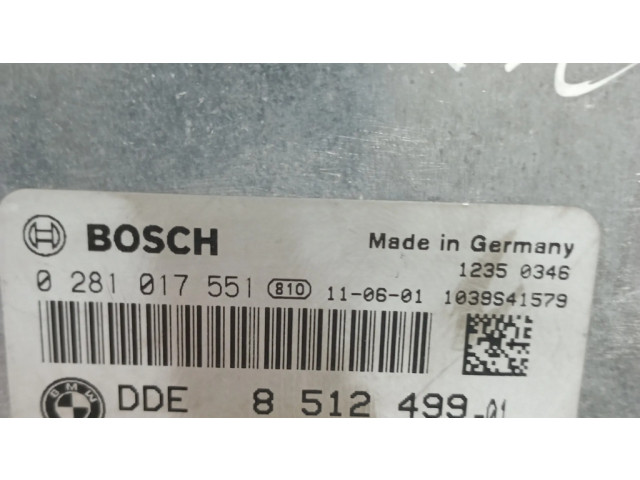 BOSCH Made in Germany
1235 0346
0 281 017 551 810 11-06-01 1039S41579
BMW DDE 8 512 499-01